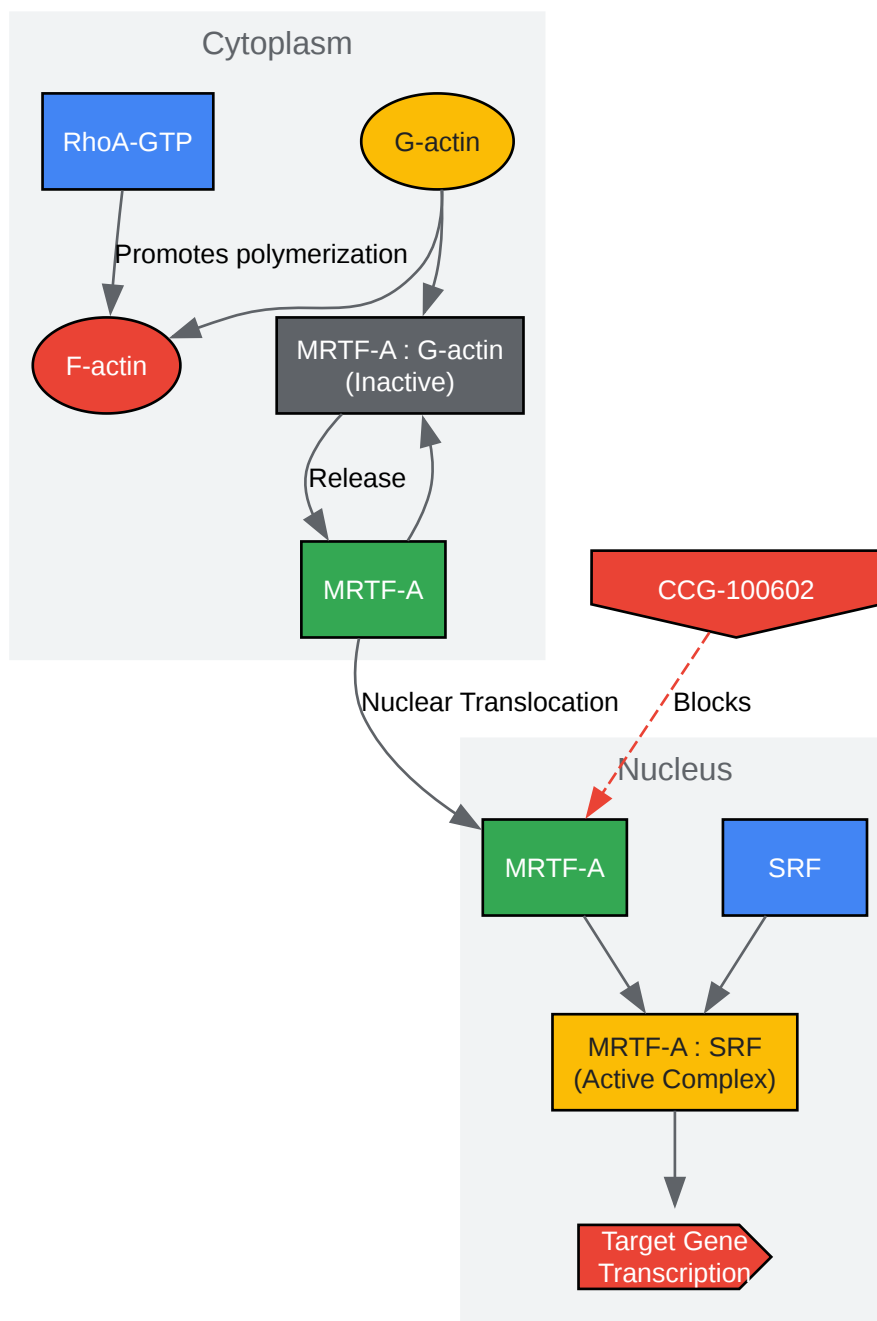 Cytoplasm
RhoA-GTP
G-actin
Promotes polymerization
F-actin
MRTF-A : G-actin
(Inactive)
Release
MRTF-A
CCG-100602
Nuclear Translocation
Blocks
Nucleus
MRTF-A
SRF
MRTF-A : SRF
(Active Complex)
Target Gene
Transcription